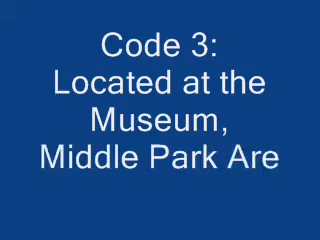 Code 3:
Located at the
Museum,
Middle Park Are